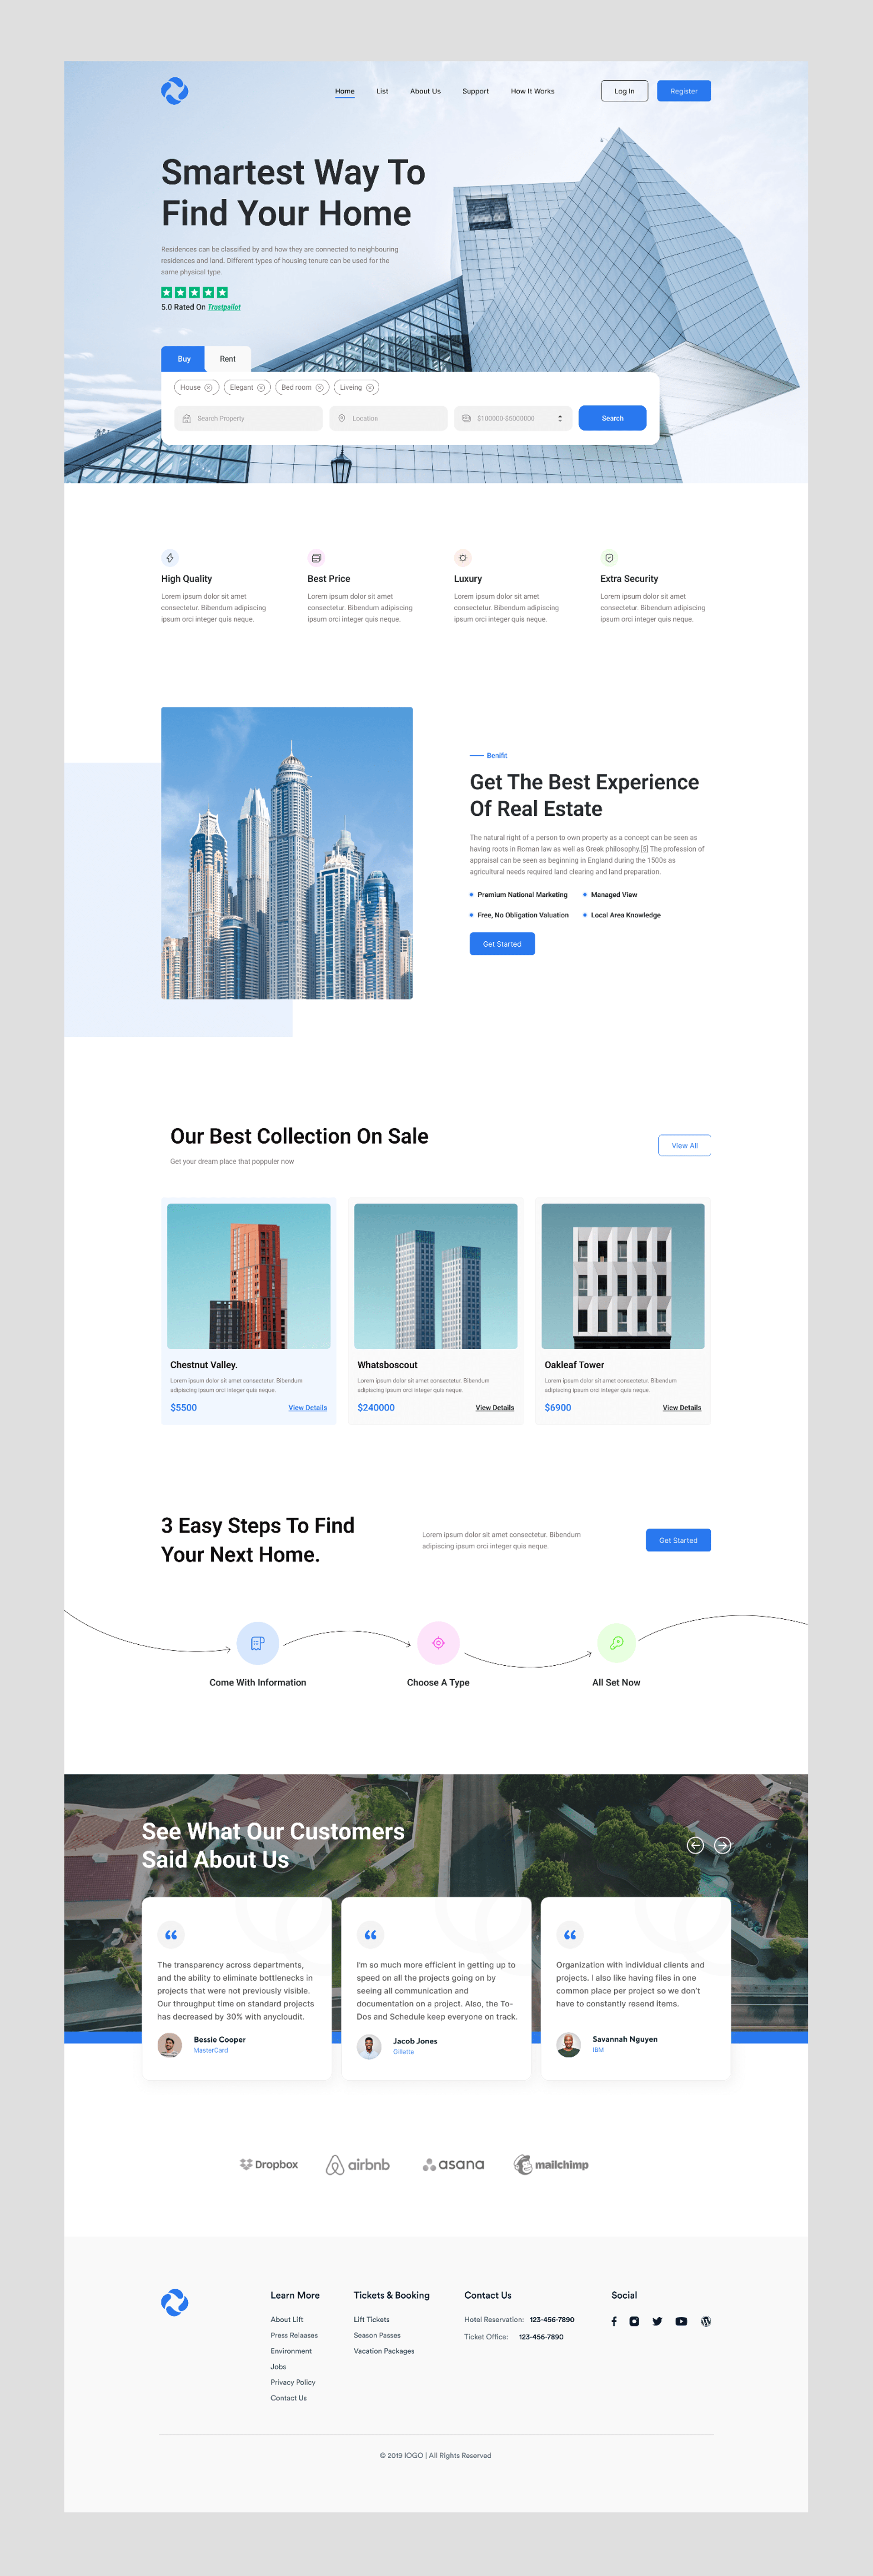 Home List About Us Support How It Works Log In Register
Smartest Way To
Find Your Home
Residences can be classified by and how they are connected to neighbouring
residences and land. Different types of housing tenure can be used for the
same physical type.
5.0 Rated On Trustpailot
Buy Rent
House Elegant Bed room Liveing
Search Property Location $100000-$5000000 Search
High Quality
Lorem ipsum dolor sit amet
consectetur. Bibendum adipiscing
ipsum orci integer quis neque.
Best Price
Lorem ipsum dolor sit amet
consectetur. Bibendum adipiscing
ipsum orci integer quis neque.
Luxury
Lorem ipsum dolor sit amet
consectetur. Bibendum adipiscing
ipsum orci integer quis neque.
Extra Security
Lorem ipsum dolor sit amet
consectetur. Bibendum adipiscing
ipsum orci integer quis neque.
Benifit
Get The Best Experience
Of Real Estate
The natural right of a person to own property as a concept can be seen as
having roots in Roman law as well as Greek philosophy.[5] The profession of
appraisal can be seen as beginning in England during the 1500s as
agricultural needs required land clearing and land preparation.
Premium National Marketing Managed View
Free, No Obligation Valuation Local Area Knowledge
Get Started
Our Best Collection On Sale
Get your dream place that poppuler now
View All
Chestnut Valley.
Lorem ipsum dolor sit amet consectetur. Bibendum
adipiscing ipsum orci integer quis neque.
$5500 View Details
Whatsboscout
Lorem ipsum dolor sit amet consectetur. Bibendum
adipiscing ipsum orci integer quis neque.
$240000 View Details
Oakleaf Tower
Lorem ipsum dolor sit amet consectetur. Bibendum
adipiscing ipsum orci integer quis neque.
$6900 View Details
3 Easy Steps To Find
Your Next Home.
Lorem ipsum dolor sit amet consectetur. Bibendum
adipiscing ipsum orci integer quis neque.
Get Started
Come With Information Choose A Type All Set Now
See What Our Customers
Said About Us
The transparency across departments,
and the ability to eliminate bottlenecks in
projects that were not previously visible.
Our throughput time on standard projects
has decreased by 30% with anycloudit.
Bessie Cooper
MasterCard
I'm so much more efficient in getting up to
speed on all the projects going on by
seeing all communication and
documentation on a project. Also, the To-
Dos and Schedule keep everyone on track.
Jacob Jones
Gillette
Organization with individual clients and
projects. I also like having files in one
common place per project so we don't
have to constantly resend items.
Savannah Nguyen
IBM
Dropbox airbnb asana mailchimp
Learn More
About Lift
Press Relaases
Environment
Jobs
Privacy Policy
Contact Us
Tickets & Booking
Lift Tickets
Season Passes
Vacation Packages
Contact Us
Hotel Reservation: 123-456-7890
Ticket Office: 123-456-7890
Social
© 2019 lOGO | All Rights Reserved